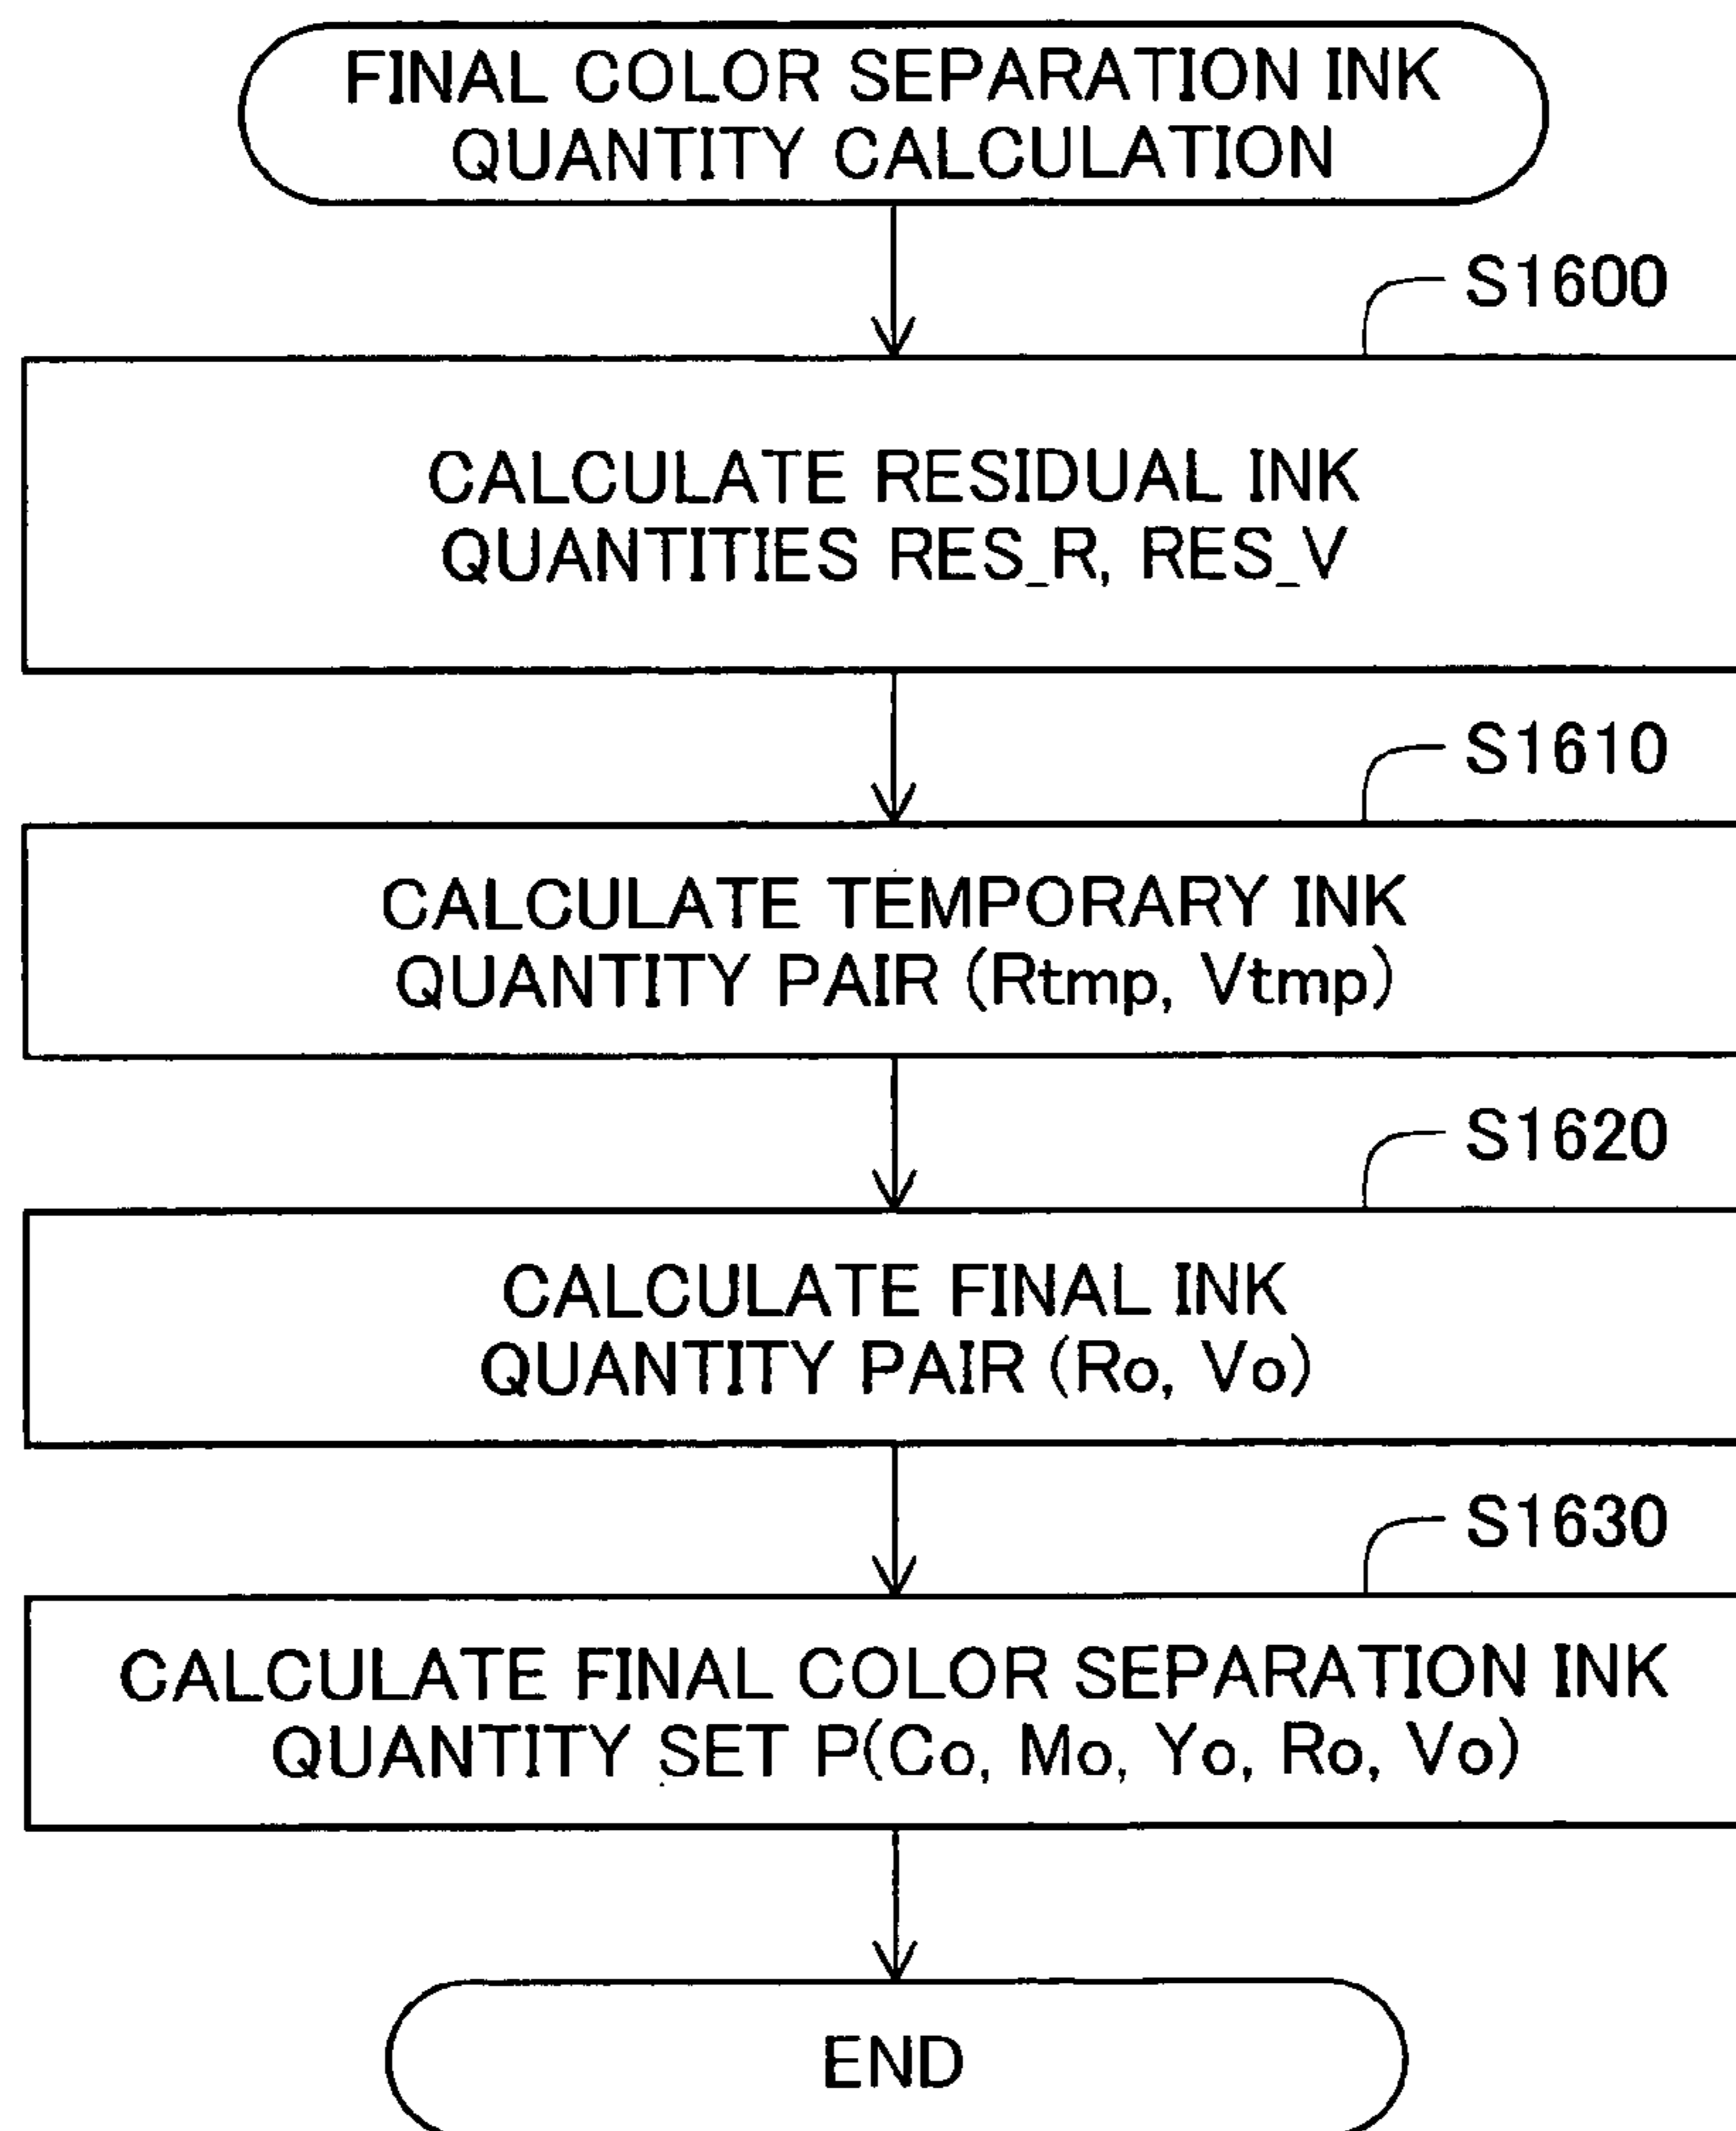 FINAL COLOR SEPARATION INK
QUANTITY CALCULATION
S1600
CALCULATE RESIDUAL INK
QUANTITIES RES_R, RES_V
S1610
CALCULATE TEMPORARY INK
QUANTITY PAIR (Rtmp, Vtmp)
S1620
CALCULATE FINAL INK
QUANTITY PAIR (Ro, Vo)
S1630
CALCULATE FINAL COLOR SEPARATION INK
QUANTITY SET P(Co, Mo, Yo, Ro, Vo)
END